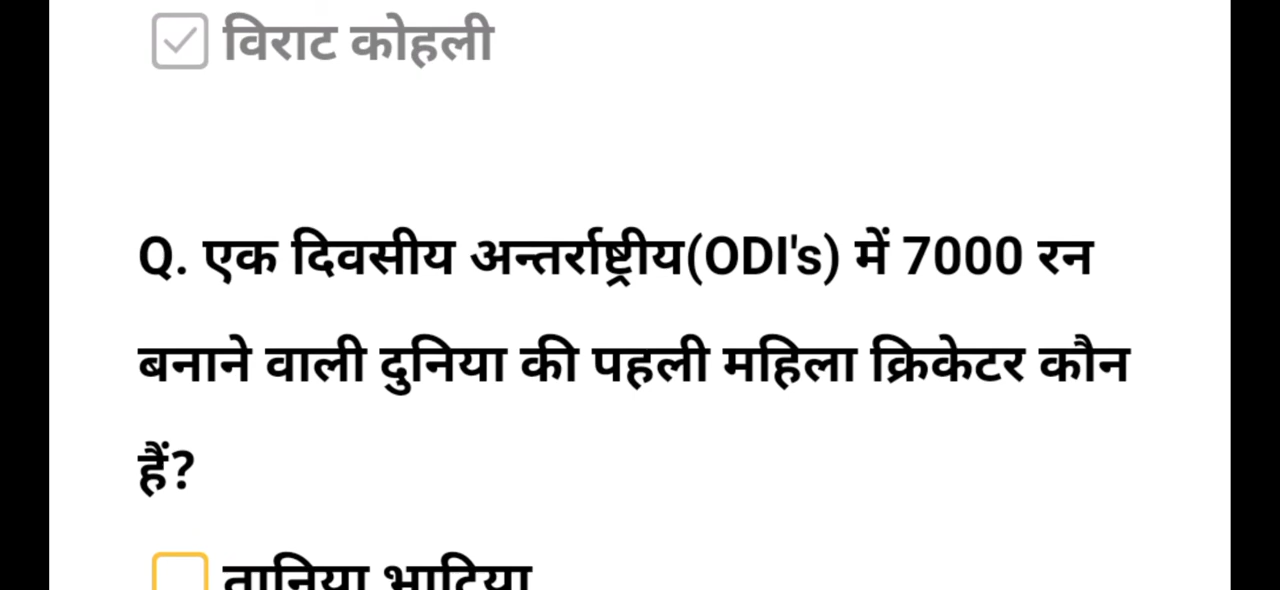 विराट कोहली
Q. एक दिवसीय अन्तर्राष्ट्रीय(ODI's) में 7000 रन
बनाने वाली दुनिया की पहली महिला क्रिकेटर कौन
हैं?
तानिया भाटिया